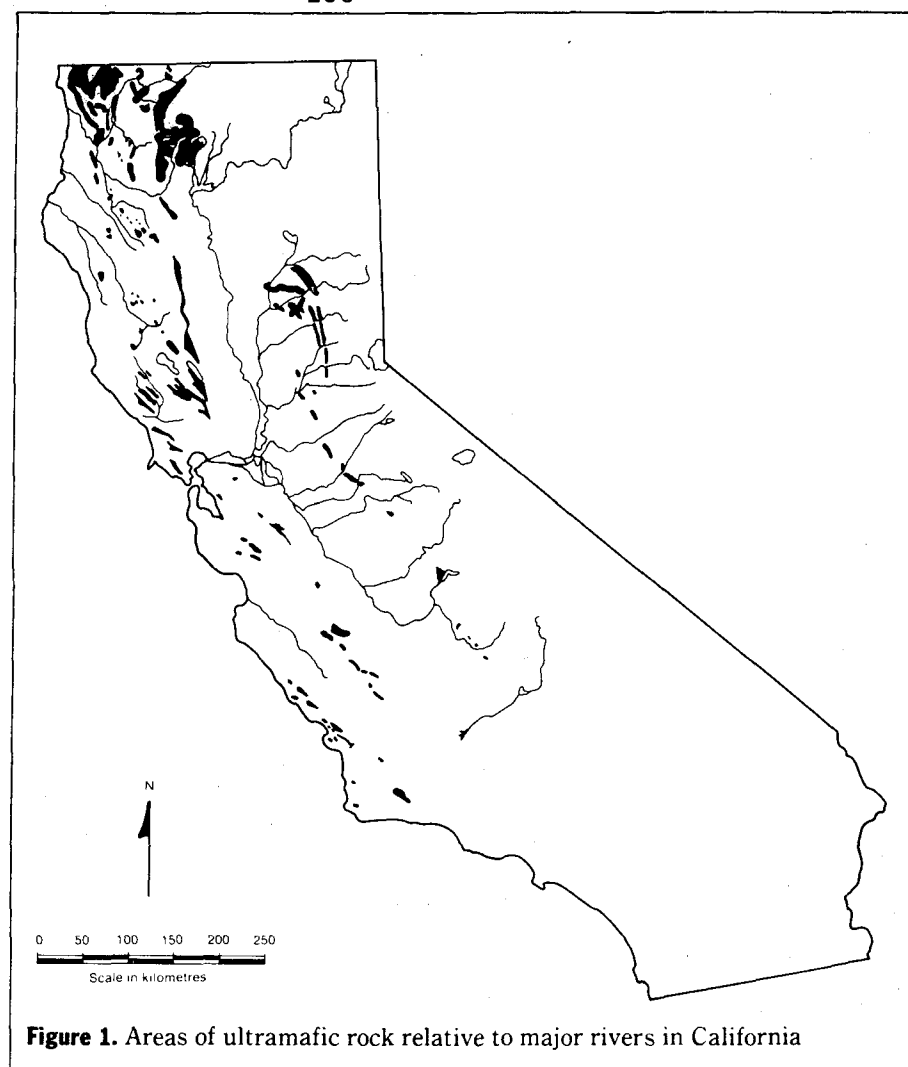 N
0 50 100 150 200 250
Scale in kilometres
Figure 1. Areas of ultramafic rock relative to major rivers in California